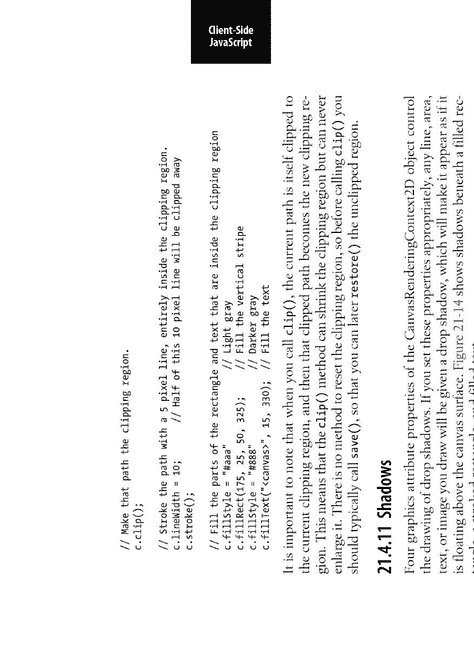 Client-Side
JavaScript
// Make that path the clipping region.
c.clip();
// Stroke the path with a 5 pixel line, entirely inside the clipping region.
c.lineWidth = 10;       // Half of this 10 pixel line will be clipped away
c.stroke();
// Fill the parts of the rectangle and text that are inside the clipping region
c.fillStyle = "#aaa"            // Light gray
c.fillRect(175, 25, 50, 325);   // Fill the vertical stripe
c.fillStyle = "#888"            // Darker gray
c.fillText("<canvas>", 15, 330);  // Fill the text
It is important to note that when you call clip(), the current path is itself clipped to
the current clipping region, and then that clipped path becomes the new clipping re-
gion. This means that the clip() method can shrink the clipping region but can never
enlarge it. There is no method to reset the clipping region, so before calling clip() you
should typically call save(), so that you can later restore() the unclipped region.
21.4.11 Shadows
Four graphics attribute properties of the CanvasRenderingContext2D object control
the drawing of drop shadows. If you set these properties appropriately, any line, area,
text, or image you draw will be given a drop shadow, which will make it appear as if it
is floating above the canvas surface. Figure 21-14 shows shadows beneath a filled rec-